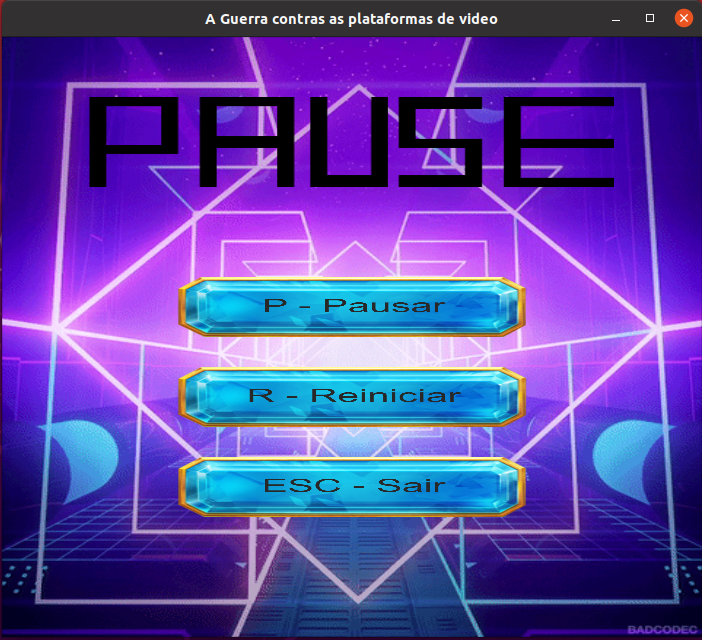 A Guerra contras as plataformas de video
PAUSE
P - Pausar
R - Reiniciar
ESC - Sair
BADCODEC